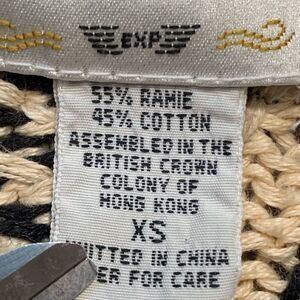 EXP
55% RAMIE
45% COTTON
ASSEMBLED IN THE
BRITISH CROWN
COLONY OF
HONG KONG
XS
IN CHINA
FOR CARE